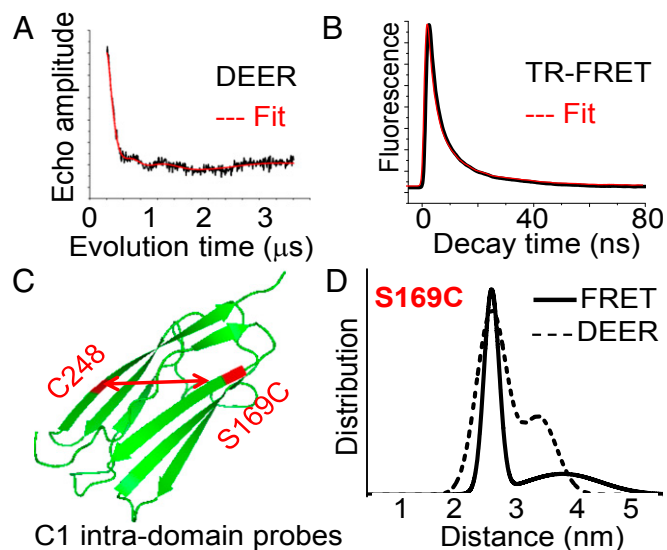 A
Echo amplitude
DEER
--- Fit
0 1 2 3
Evolution time (μs)
B
Fluorescence
TR-FRET
--- Fit
0 40 80
Decay time (ns)
C
C248
S169C
C1 intra-domain probes
D
S169C
FRET
DEER
Distribution
1 2 3 4 5
Distance (nm)